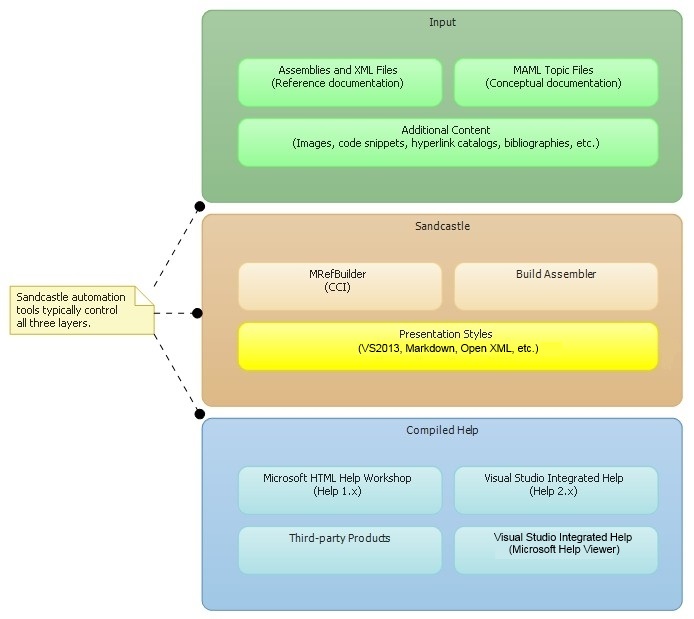 Input
Assemblies and XML Files
(Reference documentation)
MAML Topic Files
(Conceptual documentation)
Additional Content
(Images, code snippets, hyperlink catalogs, bibliographies, etc.)
Sandcastle
MRefBuilder
(CCI)
Build Assembler
Presentation Styles
(VS2013, Markdown, Open XML, etc.)
Sandcastle automation
tools typically control
all three layers.
Compiled Help
Microsoft HTML Help Workshop
(Help 1.x)
Visual Studio Integrated Help
(Help 2.x)
Third-party Products
Visual Studio Integrated Help
(Microsoft Help Viewer)